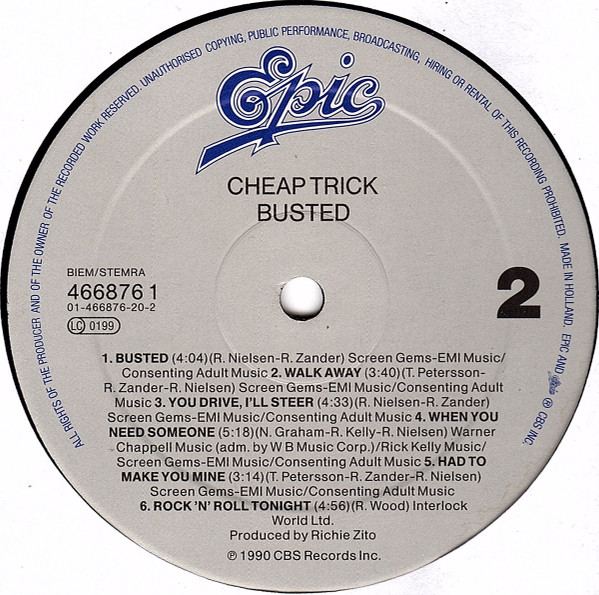 ALL RIGHTS OF THE PRODUCER AND OF THE OWNER OF THE RECORDED WORK RESERVED. UNAUTHORISED COPYING, PUBLIC PERFORMANCE, BROADCASTING, HIRING OR RENTAL OF THIS RECORDING PROHIBITED. MADE IN HOLLAND. EPIC AND Epic ℗ CBS INC.
Epic
CHEAP TRICK
BUSTED
BIEM/STEMRA
466876 1
01-466876-20-2
LC 0199
2
1. BUSTED (4:04)(R. Nielsen-R. Zander) Screen Gems-EMI Music/
Consenting Adult Music 2. WALK AWAY (3:40)(T. Petersson-
R. Zander-R. Nielsen) Screen Gems-EMI Music/Consenting Adult
Music 3. YOU DRIVE, I'LL STEER (4:33)(R. Nielsen-R. Zander)
Screen Gems-EMI Music/Consenting Adult Music 4. WHEN YOU
NEED SOMEONE (5:18)(N. Graham-R. Kelly-R. Nielsen) Warner
Chappell Music (adm. by W B Music Corp.)/Rick Kelly Music/
Screen Gems-EMI Music/Consenting Adult Music 5. HAD TO
MAKE YOU MINE (3:14)(T. Petersson-R. Zander-R. Nielsen)
Screen Gems-EMI Music/Consenting Adult Music
6. ROCK 'N' ROLL TONIGHT (4:56)(R. Wood) Interlock
World Ltd.
Produced by Richie Zito
℗ 1990 CBS Records Inc.